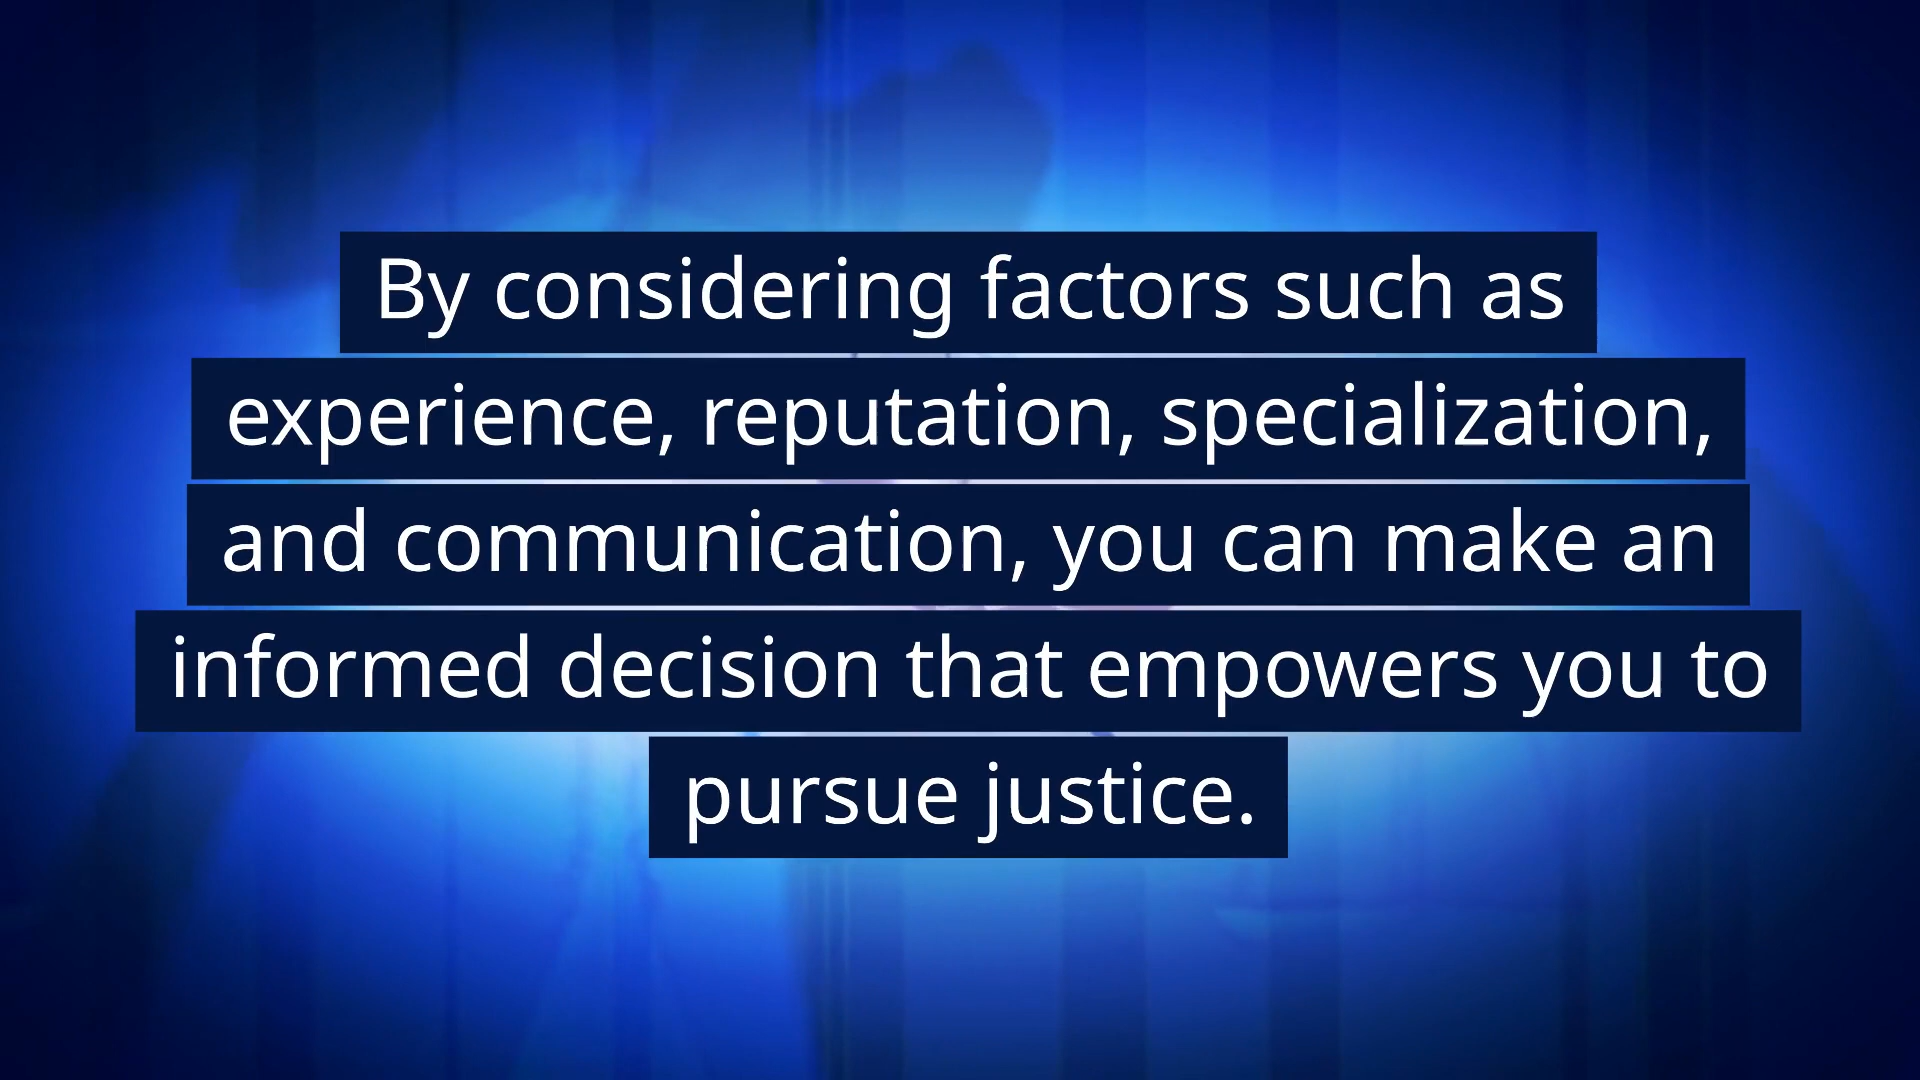 By considering factors such as
experience, reputation, specialization,
and communication, you can make an
informed decision that empowers you to
pursue justice.